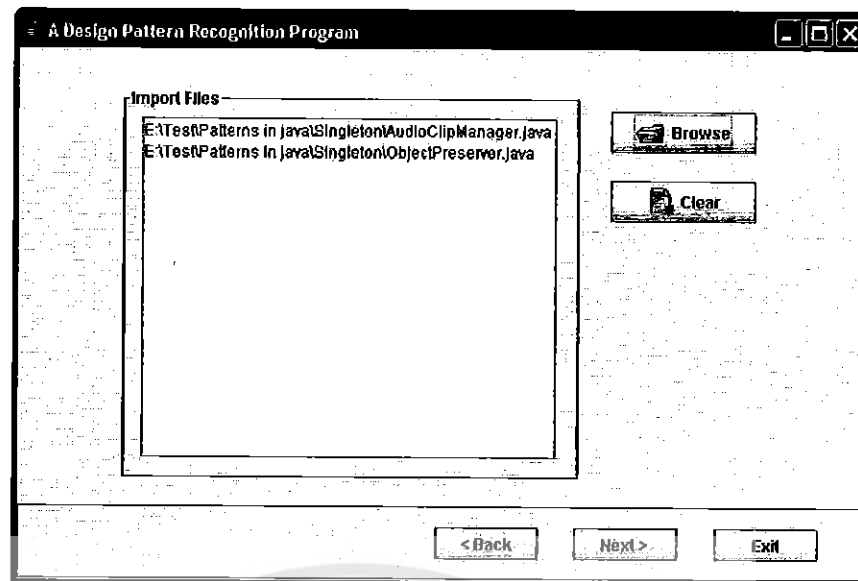 A Design Pattern Recognition Program
Import Files
E:\Test\Patterns in java\Singleton\AudioClipManager.java
E:\Test\Patterns in java\Singleton\ObjectPreserver.java
Browse
Clear
< Back
Next >
Exit